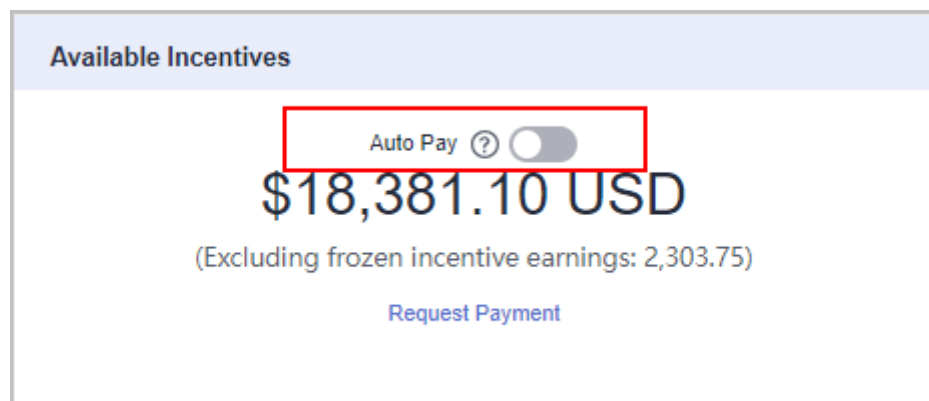 Available Incentives
Auto Pay ?
$18,381.10 USD
(Excluding frozen incentive earnings: 2,303.75)
Request Payment